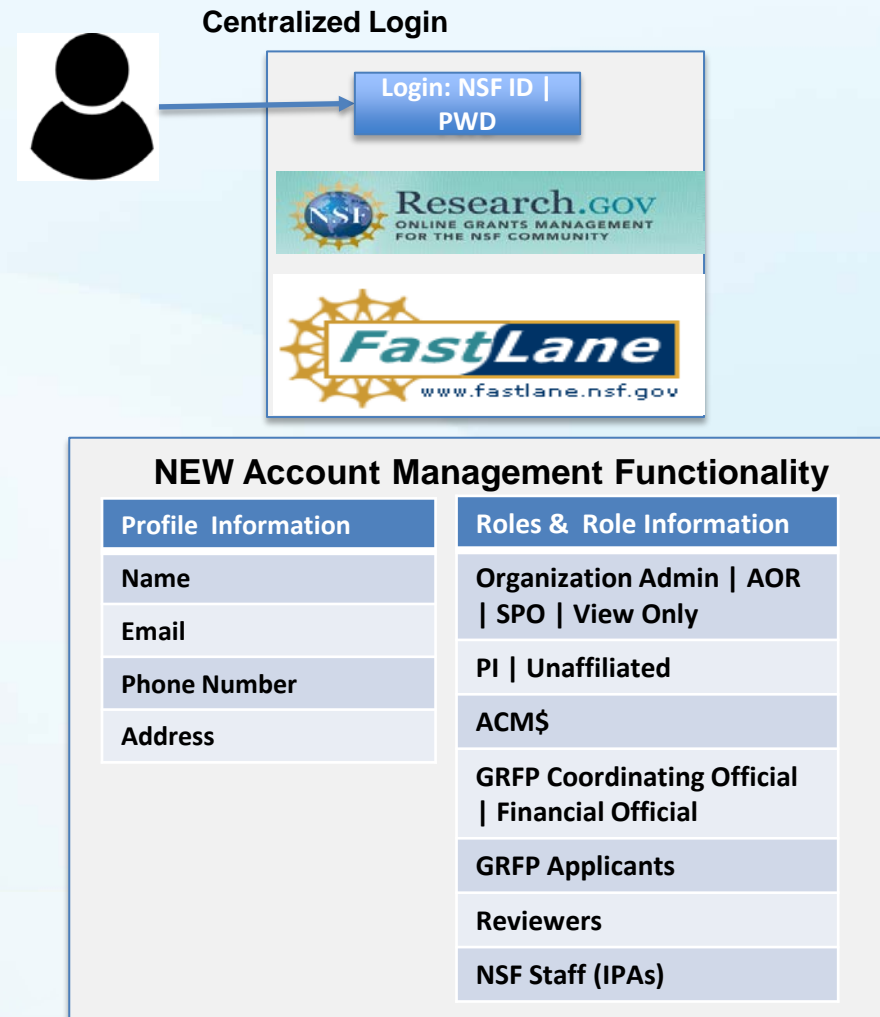 Centralized Login
Login: NSF ID |
PWD
NSF
Research.GOV
ONLINE GRANTS MANAGEMENT
FOR THE NSF COMMUNITY
FastLane
www.fastlane.nsf.gov
NEW Account Management Functionality
Profile Information
Name
Email
Phone Number
Address
Roles & Role Information
Organization Admin | AOR
| SPO | View Only
PI | Unaffiliated
ACM$
GRFP Coordinating Official
| Financial Official
GRFP Applicants
Reviewers
NSF Staff (IPAs)